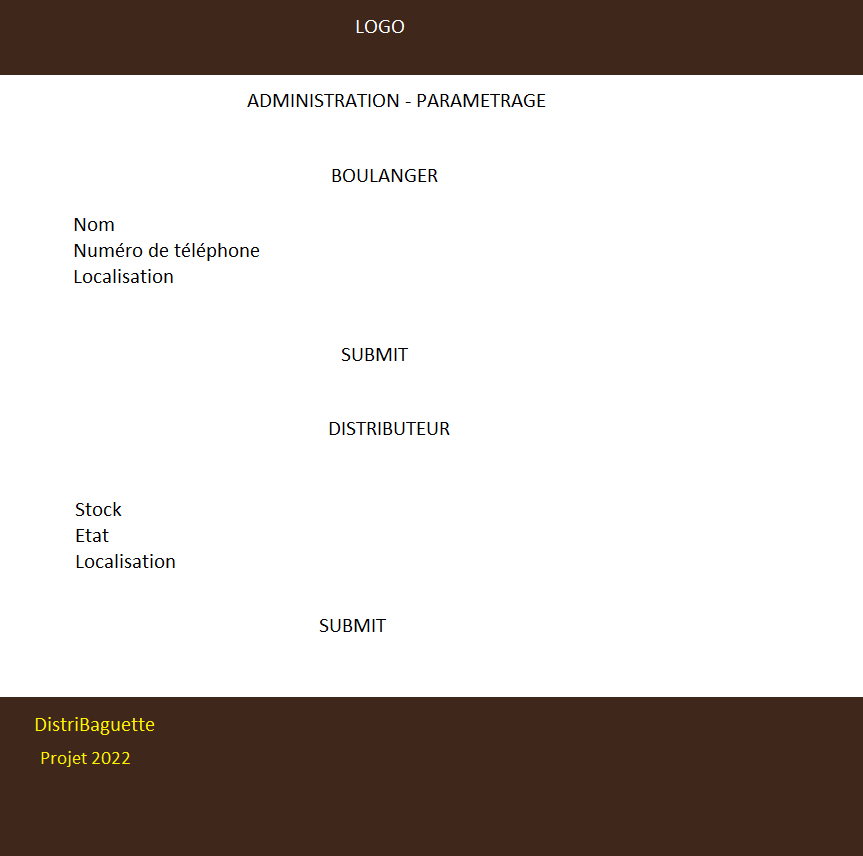 LOGO
ADMINISTRATION - PARAMETRAGE
BOULANGER
Nom
Numéro de téléphone
Localisation
SUBMIT
DISTRIBUTEUR
Stock
Etat
Localisation
SUBMIT
DistriBaguette
Projet 2022